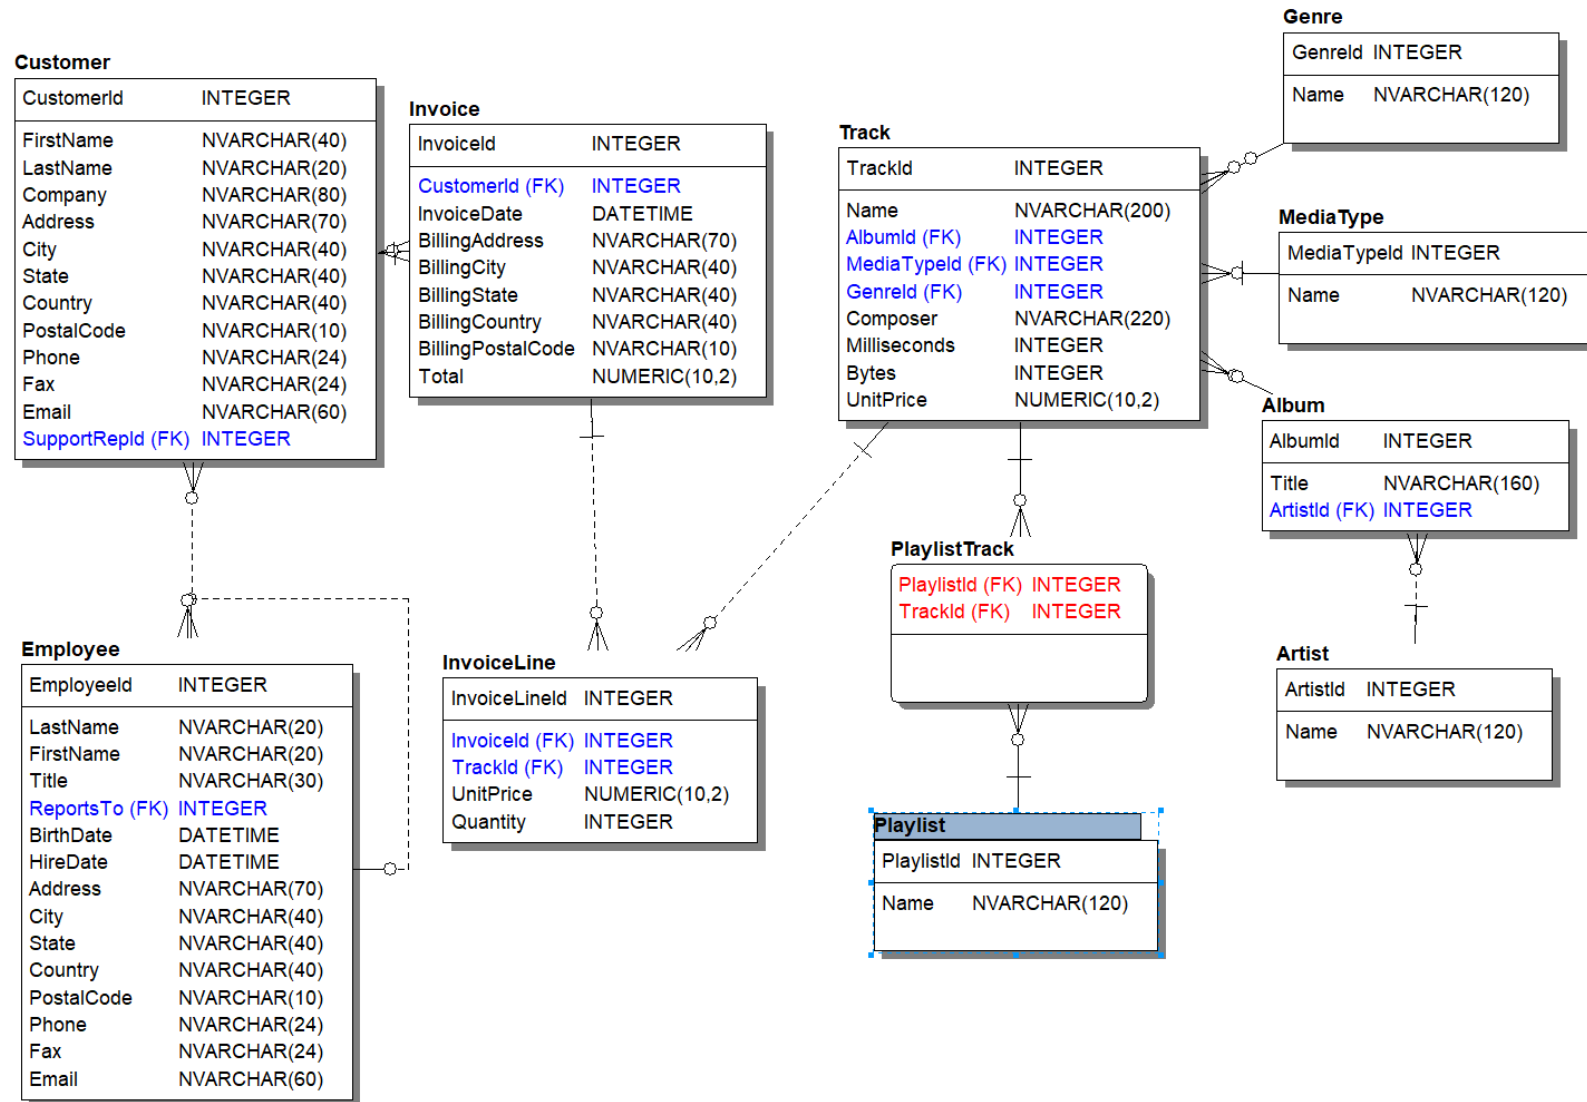 Customer
CustomerId INTEGER
FirstName NVARCHAR(40)
LastName NVARCHAR(20)
Company NVARCHAR(80)
Address NVARCHAR(70)
City NVARCHAR(40)
State NVARCHAR(40)
Country NVARCHAR(40)
PostalCode NVARCHAR(10)
Phone NVARCHAR(24)
Fax NVARCHAR(24)
Email NVARCHAR(60)
SupportRepId (FK) INTEGER
Invoice
InvoiceId INTEGER
CustomerId (FK) INTEGER
InvoiceDate DATETIME
BillingAddress NVARCHAR(70)
BillingCity NVARCHAR(40)
BillingState NVARCHAR(40)
BillingCountry NVARCHAR(40)
BillingPostalCode NVARCHAR(10)
Total NUMERIC(10,2)
Track
TrackId INTEGER
Name NVARCHAR(200)
AlbumId (FK) INTEGER
MediaTypeId (FK) INTEGER
GenreId (FK) INTEGER
Composer NVARCHAR(220)
Milliseconds INTEGER
Bytes INTEGER
UnitPrice NUMERIC(10,2)
Genre
GenreId INTEGER
Name NVARCHAR(120)
MediaType
MediaTypeId INTEGER
Name NVARCHAR(120)
Album
AlbumId INTEGER
Title NVARCHAR(160)
ArtistId (FK) INTEGER
Employee
EmployeeId INTEGER
LastName NVARCHAR(20)
FirstName NVARCHAR(20)
Title NVARCHAR(30)
ReportsTo (FK) INTEGER
BirthDate DATETIME
HireDate DATETIME
Address NVARCHAR(70)
City NVARCHAR(40)
State NVARCHAR(40)
Country NVARCHAR(40)
PostalCode NVARCHAR(10)
Phone NVARCHAR(24)
Fax NVARCHAR(24)
Email NVARCHAR(60)
InvoiceLine
InvoiceLineId INTEGER
InvoiceId (FK) INTEGER
TrackId (FK) INTEGER
UnitPrice NUMERIC(10,2)
Quantity INTEGER
PlaylistTrack
PlaylistId (FK) INTEGER
TrackId (FK) INTEGER
Playlist
PlaylistId INTEGER
Name NVARCHAR(120)
Artist
ArtistId INTEGER
Name NVARCHAR(120)